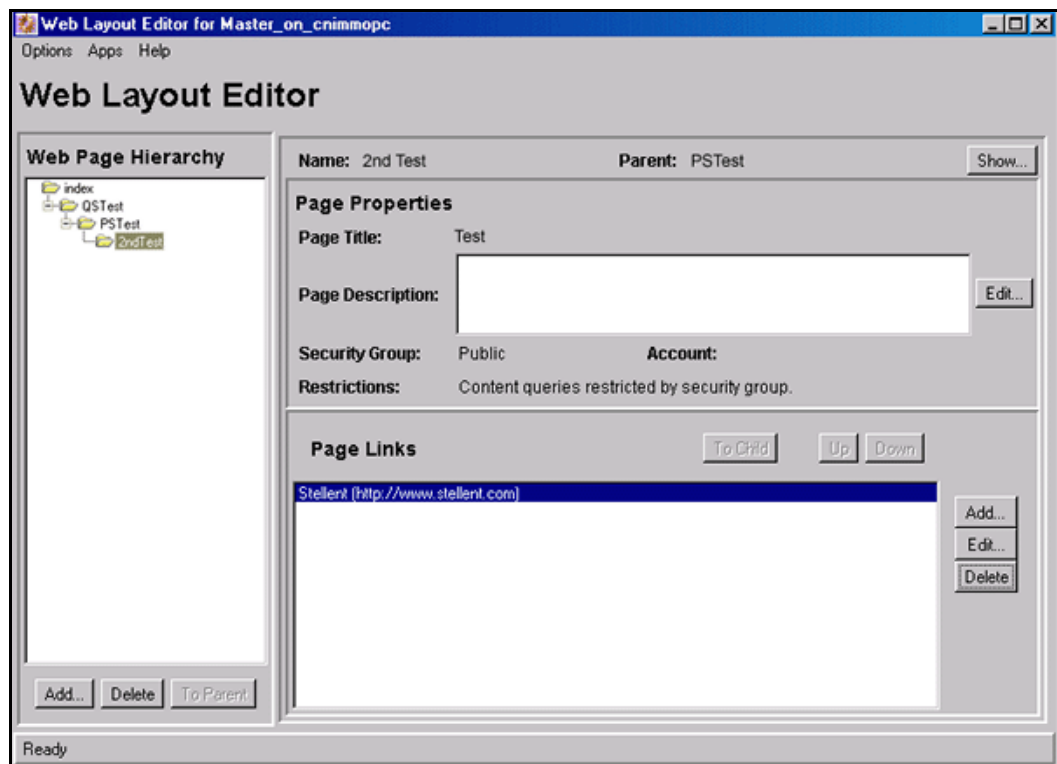 Web Layout Editor for Master_on_cnimmopc
Options Apps Help
Web Layout Editor
Web Page Hierarchy
index
QSTest
PSTest
2ndTest
Add... Delete To Parent
Name: 2nd Test Parent: PSTest Show...
Page Properties
Page Title: Test
Page Description: Edit...
Security Group: Public Account:
Restrictions: Content queries restricted by security group.
Page Links To Child Up Down
Stellent (http://www.stellent.com)
Add...
Edit...
Delete
Ready